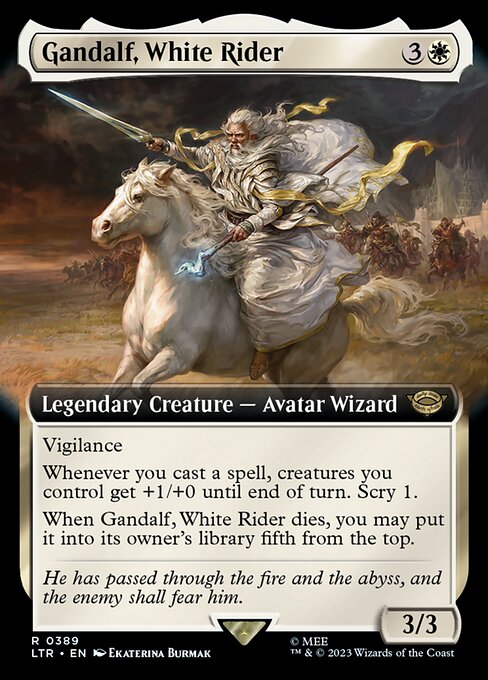 Gandalf, White Rider 3
Legendary Creature — Avatar Wizard
Vigilance
Whenever you cast a spell, creatures you
control get +1/+0 until end of turn. Scry 1.
When Gandalf, White Rider dies, you may put
it into its owner's library fifth from the top.
He has passed through the fire and the abyss, and
the enemy shall fear him.
3/3
R 0389
LTR • EN Ekaterina Burmak
© MEE
™ & © 2023 Wizards of the Coast